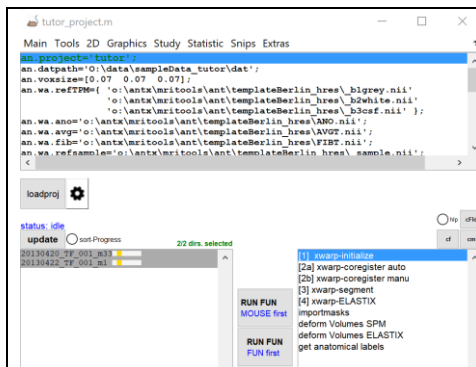 tutor_project.m
Main Tools 2D Graphics Study Statistic Snips Extras
an.project='tutor';
an.datpath='O:\data\sampleData_tutor\dat';
an.voxsize=[0.07 0.07 0.07];
an.wa.refTPM={ 'o:\antx\mritools\ant\templateBerlin_hres\_b1grey.nii'
'o:\antx\mritools\ant\templateBerlin_hres\_b2white.nii'
'o:\antx\mritools\ant\templateBerlin_hres\_b3csf.nii' };
an.wa.ano='o:\antx\mritools\ant\templateBerlin_hres\ANO.nii';
an.wa.avg='o:\antx\mritools\ant\templateBerlin_hres\AVGT.nii';
an.wa.fib='o:\antx\mritools\ant\templateBerlin_hres\FIBT.nii';
an.wa.refsample='o:\antx\mritools\ant\templateBerlin_hres\_sample.nii';
loadproj
status: idle
hlp
update
sort-Progress
2/2 dirs. selected
cf
cm
20130420_TF_001_m33
20130422_TF_001_m1
RUN FUN
MOUSE first
RUN FUN
FUN first
[1] xwarp-initialize
[2a] xwarp-coregister auto
[2b] xwarp-coregister manu
[3] xwarp-segment
[4] xwarp-ELASTIX
importmasks
deform Volumes SPM
deform Volumes ELASTIX
get anatomical labels